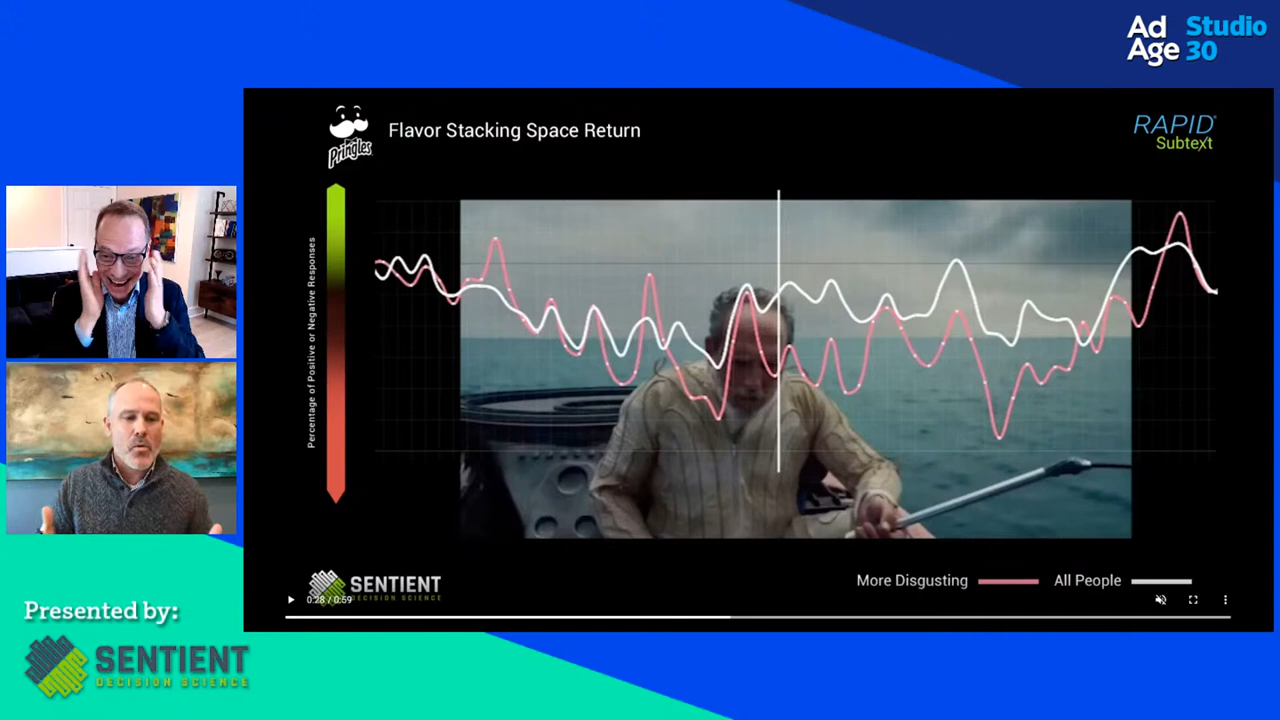 Ad
Age
Studio
30
Pringles
Flavor Stacking Space Return
RAPID®
Subtext
Percentage of Positive or Negative Responses
SENTIENT
DECISION SCIENCE
More Disgusting
All People
0:28 / 0:59
Presented by:
SENTIENT
DECISION SCIENCE